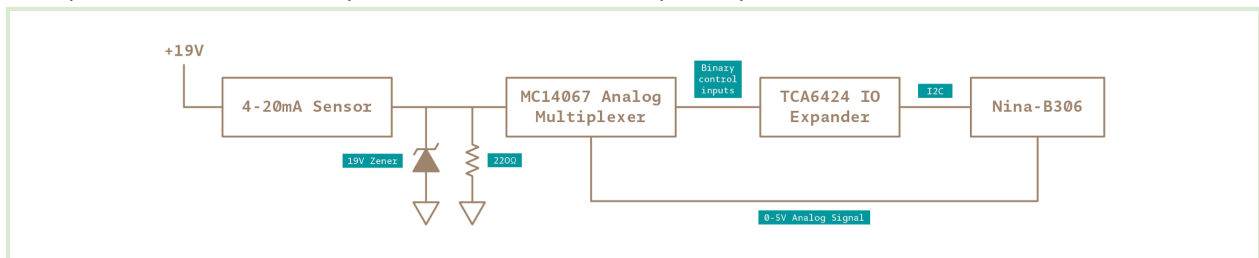 +19V
4-20mA Sensor
19V Zener
220Ω
MC14067 Analog
Multiplexer
Binary
control
inputs
TCA6424 IO
Expander
I2C
Nina-B306
0-5V Analog Signal